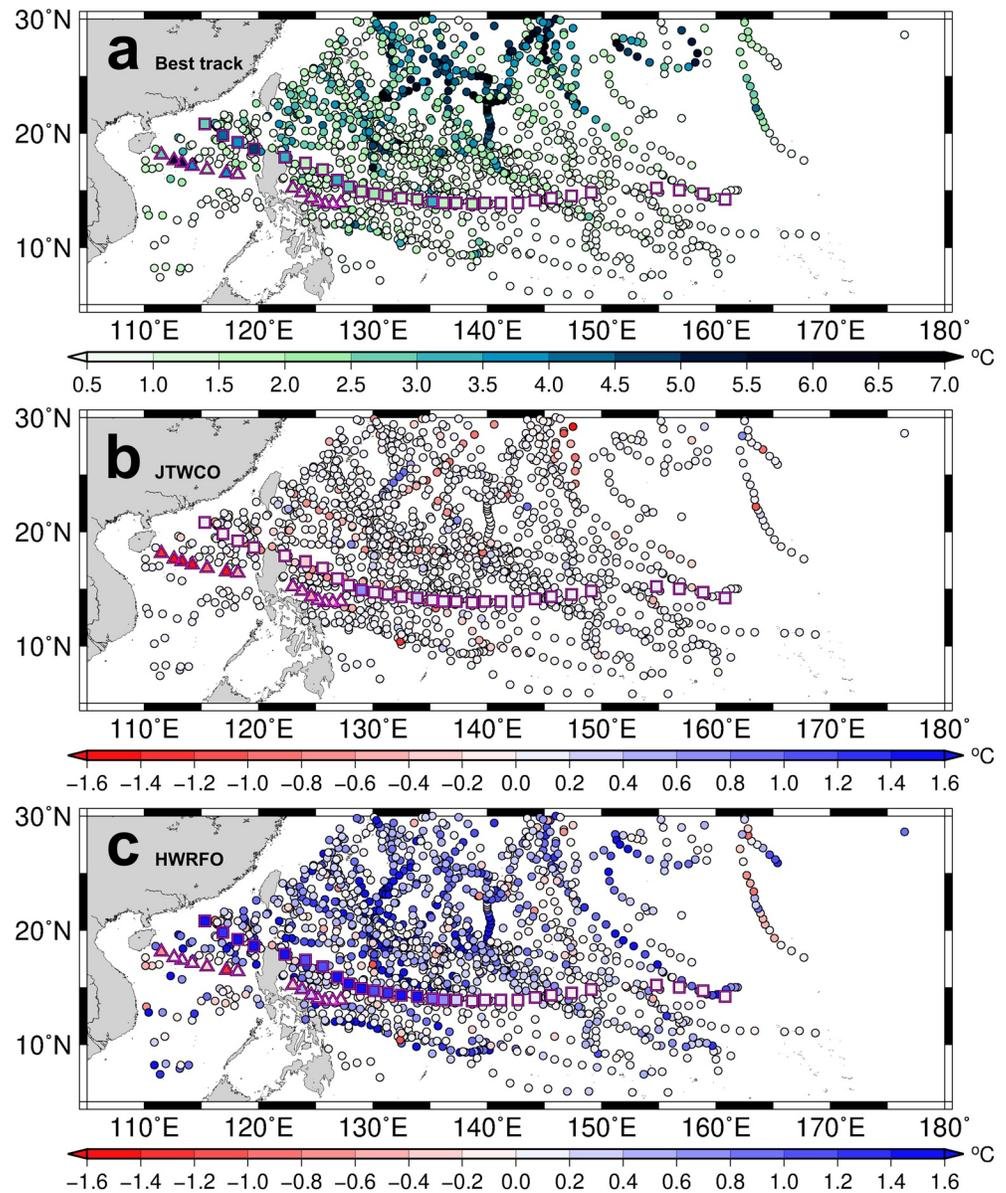 a
Best track
30˚N
20˚N
10˚N
110˚E 120˚E 130˚E 140˚E 150˚E 160˚E 170˚E 180˚
0.5 1.0 1.5 2.0 2.5 3.0 3.5 4.0 4.5 5.0 5.5 6.0 6.5 7.0 ºC
b
JTWCO
30˚N
20˚N
10˚N
110˚E 120˚E 130˚E 140˚E 150˚E 160˚E 170˚E 180˚
−1.6 −1.4 −1.2 −1.0 −0.8 −0.6 −0.4 −0.2 0.0 0.2 0.4 0.6 0.8 1.0 1.2 1.4 1.6 ºC
c
HWRFO
30˚N
20˚N
10˚N
110˚E 120˚E 130˚E 140˚E 150˚E 160˚E 170˚E 180˚
−1.6 −1.4 −1.2 −1.0 −0.8 −0.6 −0.4 −0.2 0.0 0.2 0.4 0.6 0.8 1.0 1.2 1.4 1.6 ºC